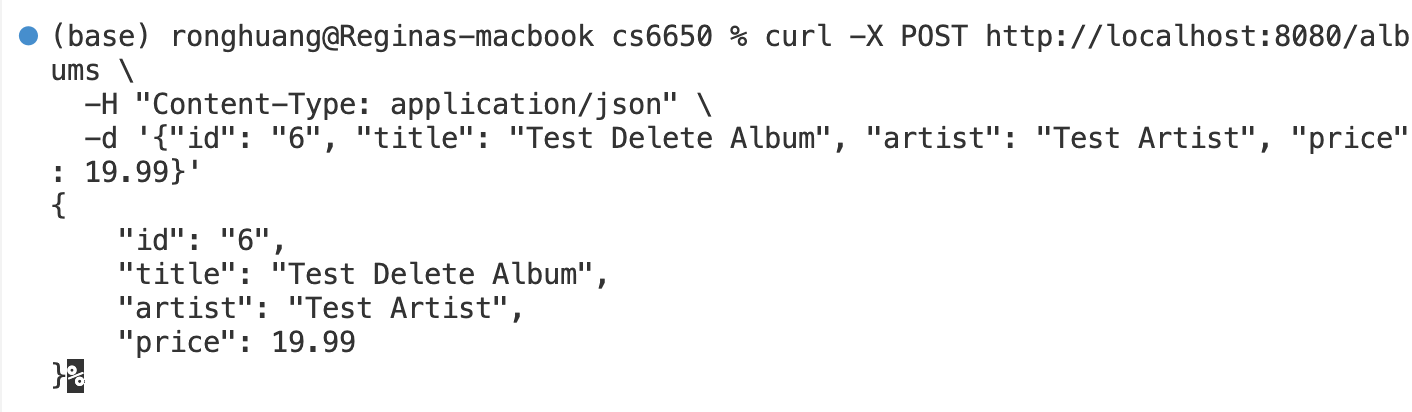 (base) ronghuang@Reginas-macbook cs6650 % curl -X POST http://localhost:8080/alb
ums \
  -H "Content-Type: application/json" \
  -d '{"id": "6", "title": "Test Delete Album", "artist": "Test Artist", "price"
: 19.99}'
{
    "id": "6",
    "title": "Test Delete Album",
    "artist": "Test Artist",
    "price": 19.99
}%